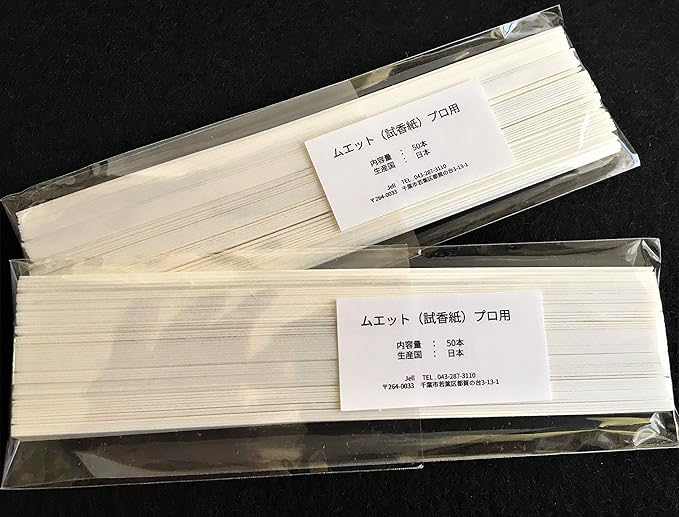 ムエット（試香紙）プロ用
内容量 ： 50本
生産国 ： 日本
Jell TEL . 043-287-3110
〒264-0033 千葉市若葉区都賀の台3-13-1
ムエット（試香紙）プロ用
内容量 ： 50本
生産国 ： 日本
Jell TEL . 043-287-3110
〒264-0033 千葉市若葉区都賀の台3-13-1